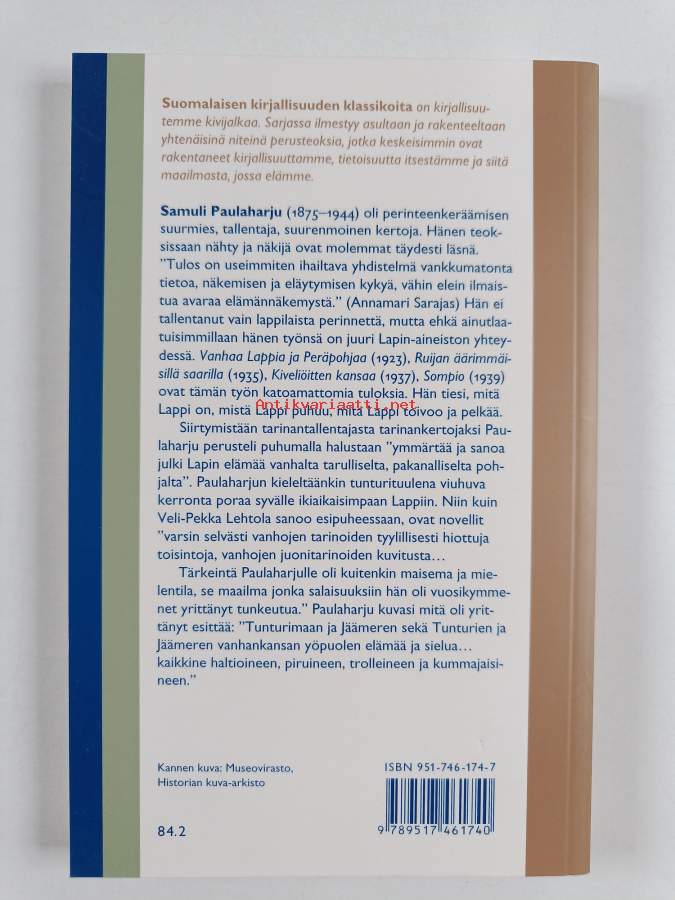 Suomalaisen kirjallisuuden klassikoita on kirjallisuu-
temme kivijalkaa. Sarjassa ilmestyy asultaan ja rakenteeltaan
yhtenäisinä niteinä perusteoksia, jotka keskeisimmin ovat
rakentaneet kirjallisuuttamme, tietoisuutta itsestämme ja siitä
maailmasta, jossa elämme.
Samuli Paulaharju (1875–1944) oli perinteenkeräämisen
suurmies, tallentaja, suurenmoinen kertoja. Hänen teok-
sissaan nähty ja näkijä ovat molemmat täydesti läsnä.
”Tulos on useimmiten ihailtava yhdistelmä vankkumatonta
tietoa, näkemisen ja eläytymisen kykyä, vähin elein ilmais-
tua avaraa elämännäkemystä.” (Annamari Sarajas) Hän ei
tallentanut vain lappilaista perinnettä, mutta ehkä ainutlaa-
tuisimmillaan hänen työnsä on juuri Lapin-aineiston yhtey-
dessä. Vanhaa Lappia ja Peräpohjaa (1923), Ruijan äärimmäi-
sillä saarilla (1935), Kiveliöitten kansaa (1937), Sompio (1939)
ovat tämän työn katoamattomia tuloksia. Hän tiesi, mitä
Antikvariaatti.net
Lappi on, mistä Lappi puhuu, mitä Lappi toivoo ja pelkää.
Siirtymistään tarinantallentajasta tarinankertojaksi Pau-
laharju perusteli puhumalla halustaan ”ymmärtää ja sanoa
julki Lapin elämää vanhalta tarulliselta, pakanalliselta poh-
jalta”. Paulaharjun kieleltäänkin tunturituulena viuhuva
kerronta poraa syvälle ikiaikaisimpaan Lappiin. Niin kuin
Veli-Pekka Lehtola sanoo esipuheessaan, ovat novellit
”varsin selvästi vanhojen tarinoiden tyylillisesti hiottuja
toisintoja, vanhojen juonitarinoiden kuvitusta…
Tärkeintä Paulaharjulle oli kuitenkin maisema ja mie-
lentila, se maailma jonka salaisuuksiin hän oli vuosikymme-
net yrittänyt tunkeutua.” Paulaharju kuvasi mitä oli yrit-
tänyt esittää: ”Tunturimaan ja Jäämeren sekä Tunturien ja
Jäämeren vanhankansan yöpuolen elämää ja sielua…
kaikkine haltioineen, piruineen, trolleineen ja kummajaisi-
neen.”
Kannen kuva: Museovirasto,
Historian kuva-arkisto
84.2
ISBN 951-746-174-7
9 789517 461740